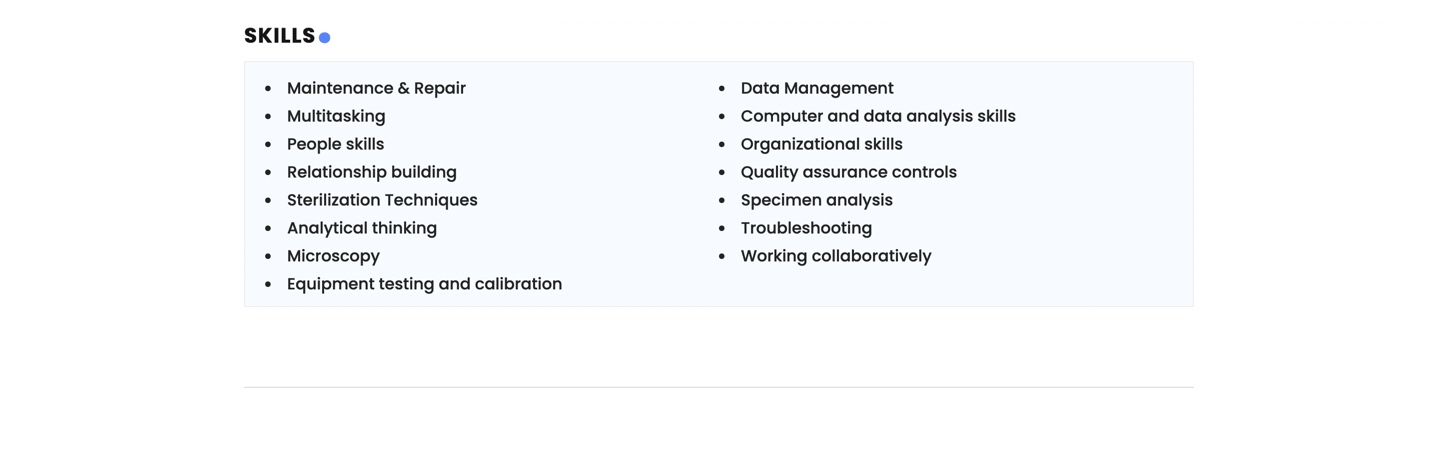 SKILLS
Maintenance & Repair
Multitasking
People skills
Relationship building
Sterilization Techniques
Analytical thinking
Microscopy
Equipment testing and calibration
Data Management
Computer and data analysis skills
Organizational skills
Quality assurance controls
Specimen analysis
Troubleshooting
Working collaboratively